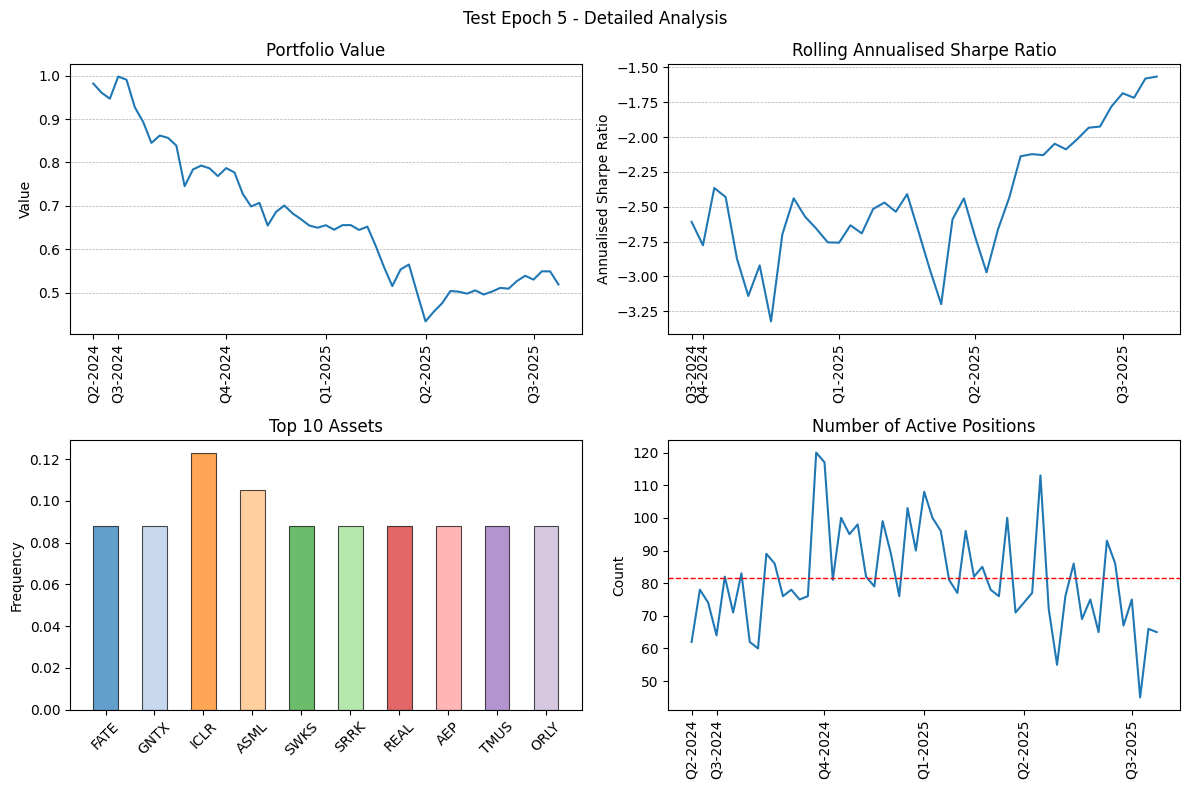 Test Epoch 5 - Detailed Analysis
Portfolio Value
Value
1.0
0.9
0.8
0.7
0.6
0.5
Q2-2024
Q3-2024
Q4-2024
Q1-2025
Q2-2025
Q3-2025
Rolling Annualised Sharpe Ratio
Annualised Sharpe Ratio
−1.50
−1.75
−2.00
−2.25
−2.50
−2.75
−3.00
−3.25
Q3-2024
Q4-2024
Q1-2025
Q2-2025
Q3-2025
Top 10 Assets
Frequency
0.12
0.10
0.08
0.06
0.04
0.02
0.00
FATE
GNTX
ICLR
ASML
SWKS
SRRK
REAL
AEP
TMUS
ORLY
Number of Active Positions
Count
120
110
100
90
80
70
60
50
Q2-2024
Q3-2024
Q4-2024
Q1-2025
Q2-2025
Q3-2025